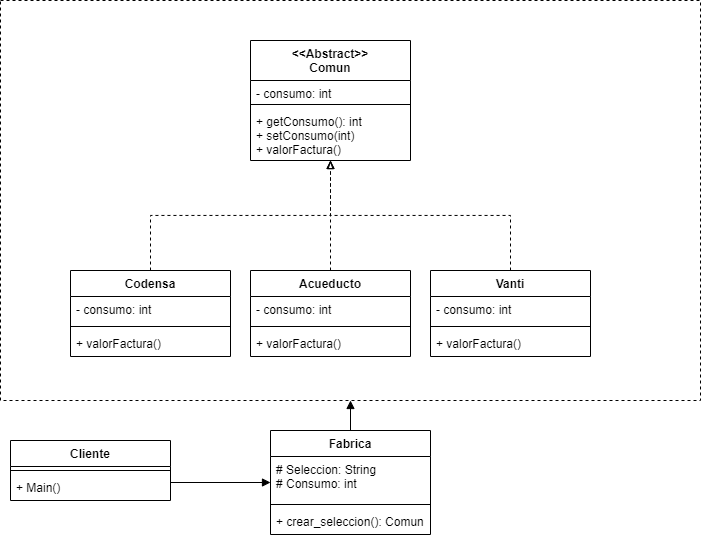 <<Abstract>>
Comun
- consumo: int
+ getConsumo(): int
+ setConsumo(int)
+ valorFactura()
Codensa
- consumo: int
+ valorFactura()
Acueducto
- consumo: int
+ valorFactura()
Vanti
- consumo: int
+ valorFactura()
Cliente
+ Main()
Fabrica
# Seleccion: String
# Consumo: int
+ crear_seleccion(): Comun